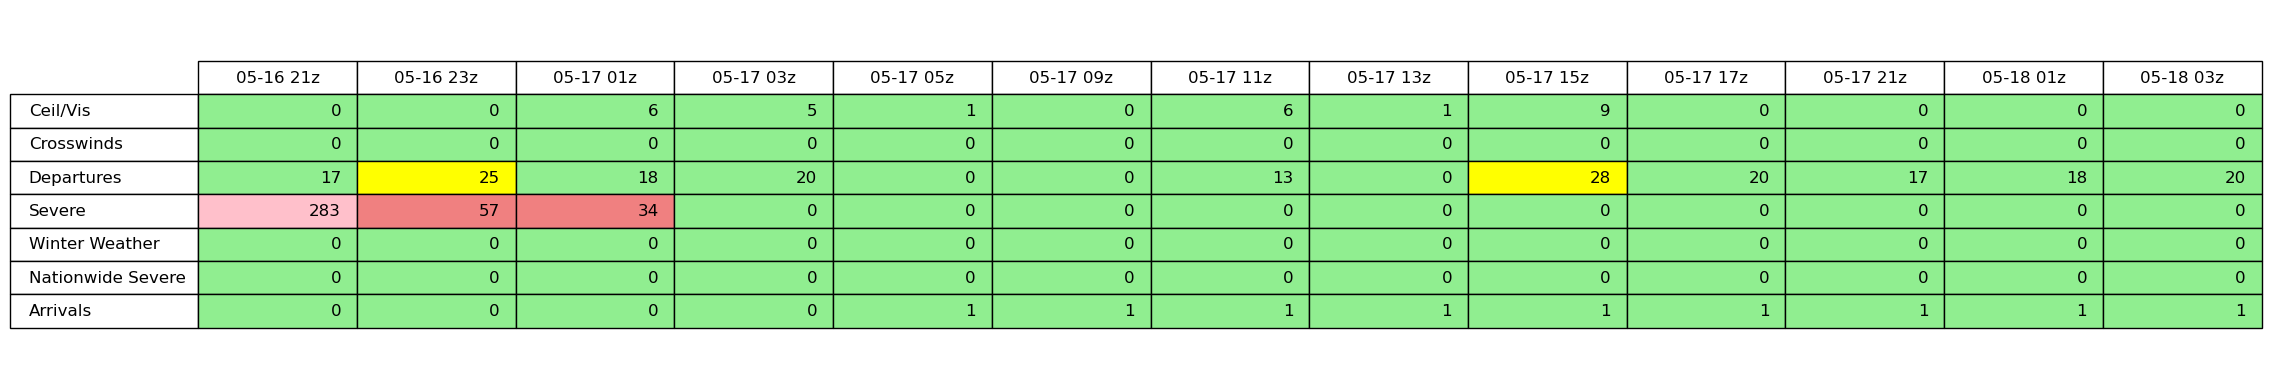 05-16 21z 05-16 23z 05-17 01z 05-17 03z 05-17 05z 05-17 09z 05-17 11z 05-17 13z 05-17 15z 05-17 17z 05-17 21z 05-18 01z 05-18 03z
Ceil/Vis 0 0 6 5 1 0 6 1 9 0 0 0 0
Crosswinds 0 0 0 0 0 0 0 0 0 0 0 0 0
Departures 17 25 18 20 0 0 13 0 28 20 17 18 20
Severe 283 57 34 0 0 0 0 0 0 0 0 0 0
Winter Weather 0 0 0 0 0 0 0 0 0 0 0 0 0
Nationwide Severe 0 0 0 0 0 0 0 0 0 0 0 0 0
Arrivals 0 0 0 0 1 1 1 1 1 1 1 1 1